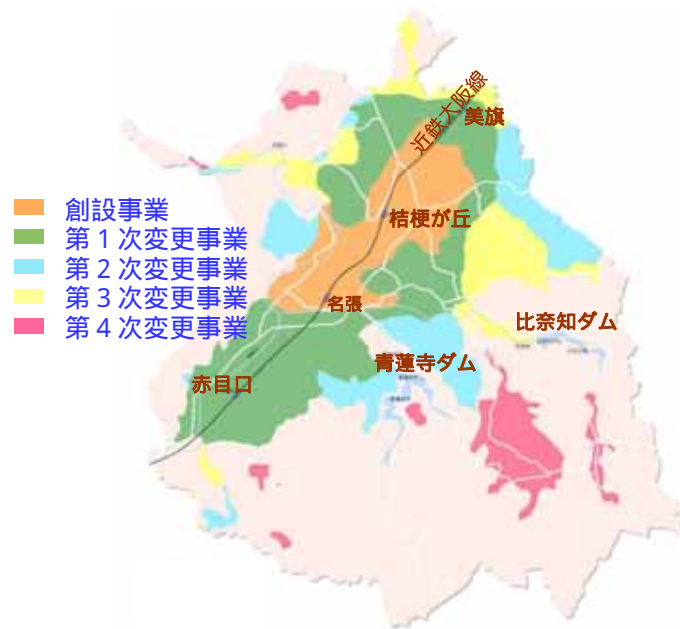 近鉄大阪線
美旗
創設事業
桔梗が丘
第1次変更事業
第2次変更事業
第3次変更事業
名張
比奈知ダム
第4次変更事業
青蓮寺ダム
赤目口